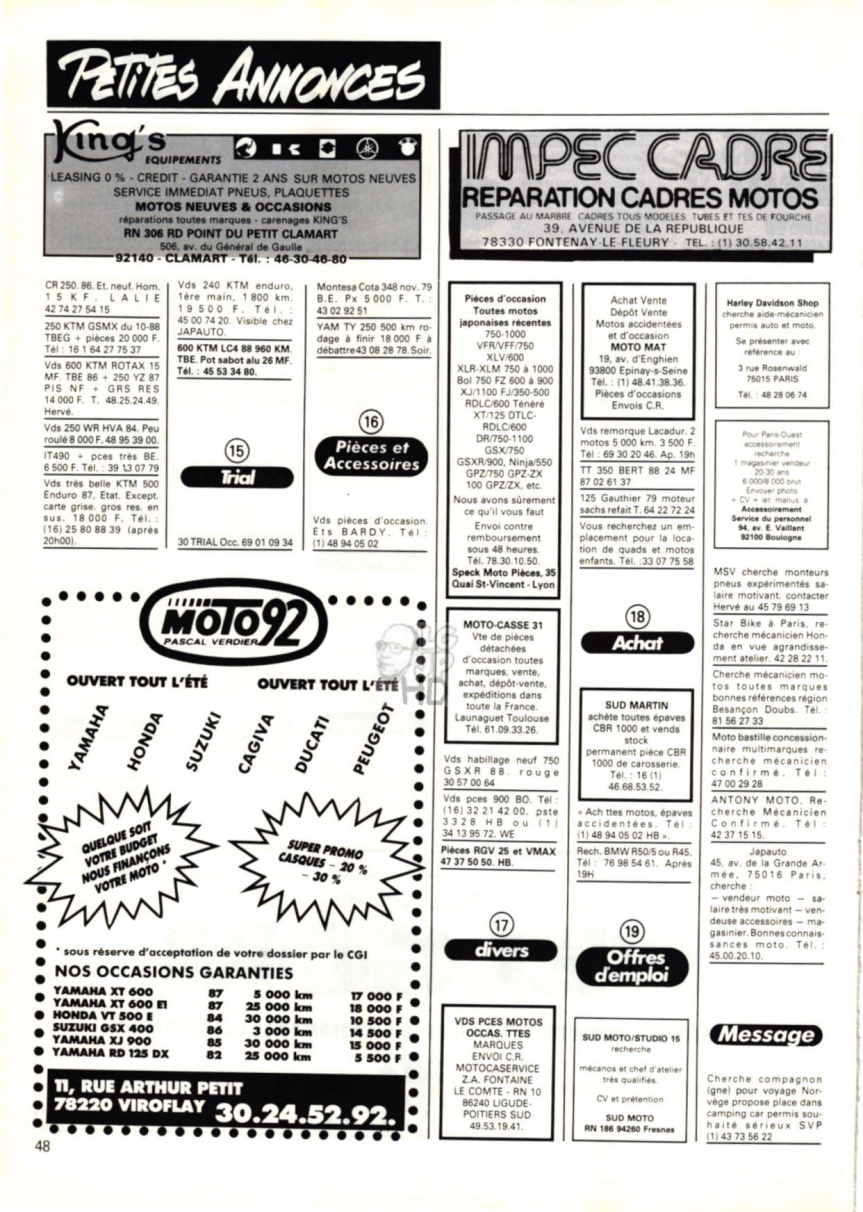 PETITES ANNONCES
King's
EQUIPEMENTS
LEASING 0 % - CREDIT - GARANTIE 2 ANS SUR MOTOS NEUVES
SERVICE IMMEDIAT PNEUS, PLAQUETTES
MOTOS NEUVES & OCCASIONS
réparations toutes marques - carenages KING'S
RN 306 RD POINT DU PETIT CLAMART
506, av. du Général de Gaulle
92140 - CLAMART - Tél. : 46-30-46-80
IMPEC CADRE
REPARATION CADRES MOTOS
PASSAGE AU MARBRE CADRES TOUS MODELES, TUBES ET TES DE FOURCHE
39, AVENUE DE LA REPUBLIQUE
78330 FONTENAY-LE-FLEURY - TEL. : (1) 30.58.42.11
CR 250. 86. Et. neuf. Hom.
15 KF. LALIE
42 74 27 54 15
250 KTM GSMX du 10-88
TBEG + pièces 20 000 F.
Tél : 16 1 64 27 75 37
Vds 600 KTM ROTAX 15
MF. TBE 86 + 250 YZ 87
PIS NF + GRS RES
14 000 F. T. 48.25.24.49.
Hervé.
Vds 250 WR HVA 84. Peu
roulé 8 000 F. 48 95 39 00.
IT490 + pces très BE.
6 500 F. Tél. : 39 13 07 79
Vds très belle KTM 500
Enduro 87, Etat. Except.
carte grise. gros res. en
sus. 18 000 F. Tél. :
(16) 25 80 88 39 (après
20h00).
Vds 240 KTM enduro,
1ère main, 1 800 km.
19 500 F. Tél. :
45 00 74 20. Visible chez
JAPAUTO.
600 KTM LC4 88 960 KM.
TBE. Pot sabot alu 26 MF.
Tél. : 45 53 34 80.
15
Trial
30 TRIAL Occ. 69 01 09 34
Montesa Cota 348 nov. 79
B.E. Px 5 000 F. T. :
43 02 92 51
YAM TY 250 500 km ro-
dage à finir 18 000 F à
débattre43 08 28 78. Soir.
16
Pièces et
Accessoires
Vds pièces d'occasion.
Ets BARDY. Tél :
(1) 48 94 05 02
MOTO 92
PASCAL VERDIER
OUVERT TOUT L'ÉTÉ
OUVERT TOUT L'ÉTÉ
YAMAHA
HONDA
SUZUKI
CAGIVA
DUCATI
PEUGEOT
QUELQUE SOIT
VOTRE BUDGET
NOUS FINANÇONS
VOTRE MOTO *
SUPER PROMO
CASQUES – 20 %
– 30 %
* sous réserve d'acceptation de votre dossier par le CGI
NOS OCCASIONS GARANTIES
YAMAHA XT 600 87 5 000 km 17 000 F
YAMAHA XT 600 E1 87 25 000 km 18 000 F
HONDA VT 500 E 84 30 000 km 10 500 F
SUZUKI GSX 400 86 3 000 km 14 500 F
YAMAHA XJ 900 85 30 000 km 15 000 F
YAMAHA RD 125 DX 82 25 000 km 5 500 F
11, RUE ARTHUR PETIT
78220 VIROFLAY 30.24.52.92.
Pièces d'occasion
Toutes motos
japonaises récentes
750-1000
VFR/VFF/750
XLV/600
XLR-XLM 750 à 1000
Bol 750 FZ 600 à 900
XJ/1100 FJ/350-500
RDLC/600 Ténéré
XT/125 DTLC-
RDLC/600
DR/750-1100
GSX/750
GSXR/900, Ninja/550
GPZ/750 GPZ-ZX
100 GPZ/ZX, etc.
Nous avons sûrement
ce qu'il vous faut
Envoi contre
remboursement
sous 48 heures.
Tél. 78.30.10.50.
Speck Moto Pièces, 35
Quai St-Vincent - Lyon
MOTO-CASSE 31
Vte de pièces
détachées
d'occasion toutes
marques, vente,
achat, dépôt-vente,
expéditions dans
toute la France.
Launaguet Toulouse
Tél. 61.09.33.26.
Vds habillage neuf 750
GSXR 88. rouge
30 57 00 64
Vds pces 900 BO. Tél :
(16) 32 21 42 00. pste
3328 HB ou (1)
34 13 95 72. WE
Pièces RGV 25 et VMAX
47 37 50 50. HB.
17
divers
VDS PCES MOTOS
OCCAS. TTES
MARQUES
ENVOI C.R.
MOTOCASERVICE
Z.A. FONTAINE
LE COMTE - RN 10
86240 LIGUDE-
POITIERS SUD
49.53.19.41.
Achat Vente
Dépôt Vente
Motos accidentées
et d'occasion
MOTO MAT
19, av. d'Enghien
93800 Epinay-s-Seine
Tél. : (1) 48.41.38.36.
Pièces d'occasions
Envois C.R.
Vds remorque Lacadur. 2
motos 5 000 km. 3 500 F.
Tél : 69 30 20 46. Ap. 19h
TT 350 BERT 88 24 MF
87 02 61 37
125 Gauthier 79 moteur
sachs refait T. 64 22 72 24
Vous recherchez un em-
placement pour la loca-
tion de quads et motos
enfants. Tél. :33 07 75 58
18
Achat
SUD MARTIN
achète toutes épaves
CBR 1000 et vends
stock
permanent pièce CBR
1000 de carosserie.
Tél. : 16 (1)
46.68.53.52.
« Ach ttes motos, épaves
accidentées. Tél :
(1) 48 94 05 02 HB ».
Rech. BMW R50/5 ou R45.
Tél : 76 98 54 61. Après
19H
19
Offres
d'emploi
SUD MOTO/STUDIO 15
recherche
mécanos et chef d'atelier
très qualifiés.
CV et prétention
SUD MOTO
RN 186 94260 Fresnes
Harley Davidson Shop
cherche aide-mécanicien
permis auto et moto.
Se présenter avec
référence au :
3 rue Rosenwald
75015 PARIS
Tél. : 48 28 06 74
Pour Paris-Ouest
accessoirement
recherche
1 magasinier vendeur
20-30 ans
6 000/8 000 brut
Envoyer photo
+ CV + let. manus à
Accessoirement
Service du personnel
94, av. E. Vaillant
92100 Boulogne
MSV cherche monteurs
pneus expérimentés sa-
laire motivant. contacter
Hervé au 45 79 69 13
Star Bike à Paris, re-
cherche mécanicien Hon-
da en vue agrandisse-
ment atelier. 42 28 22 11.
Cherche mécanicien mo-
tos toutes marques
bonnes références région
Besançon Doubs. Tél. :
81 56 27 33
Moto bastille concession-
naire multimarques re-
cherche mécanicien
confirmé. Tél :
47 00 29 28
ANTONY MOTO. Re-
cherche Mécanicien
Confirmé. Tél :
42 37 15 15.
Japauto
45, av. de la Grande Ar-
mée, 75016 Paris,
cherche :
— vendeur moto — sa-
laire très motivant — ven-
deuse accessoires — ma-
gasinier. Bonnes connais-
sances moto. Tél. :
45.00.20.10.
Message
Cherche compagnon
(gne) pour voyage Nor-
vège propose place dans
camping car permis sou-
haité sérieux SVP
(1) 43 73 56 22
48